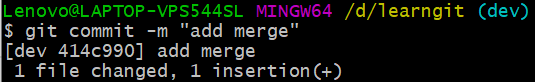 Lenovo@LAPTOP-VPS544SL MINGW64 /d/learngit (dev)
$ git commit -m "add merge"
[dev 414c990] add merge
 1 file changed, 1 insertion(+)